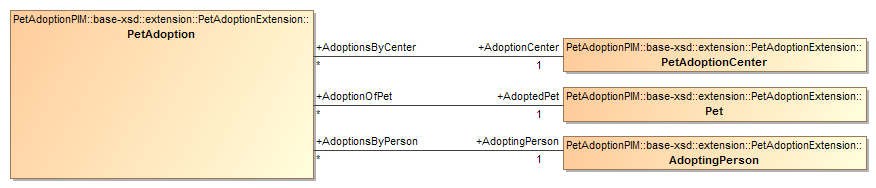 PetAdoptionPIM::base-xsd::extension::PetAdoptionExtension::
PetAdoption
+AdoptionsByCenter +AdoptionCenter
* 1
PetAdoptionPIM::base-xsd::extension::PetAdoptionExtension::
PetAdoptionCenter
+AdoptionOfPet +AdoptedPet
* 1
PetAdoptionPIM::base-xsd::extension::PetAdoptionExtension::
Pet
+AdoptionsByPerson +AdoptingPerson
* 1
PetAdoptionPIM::base-xsd::extension::PetAdoptionExtension::
AdoptingPerson